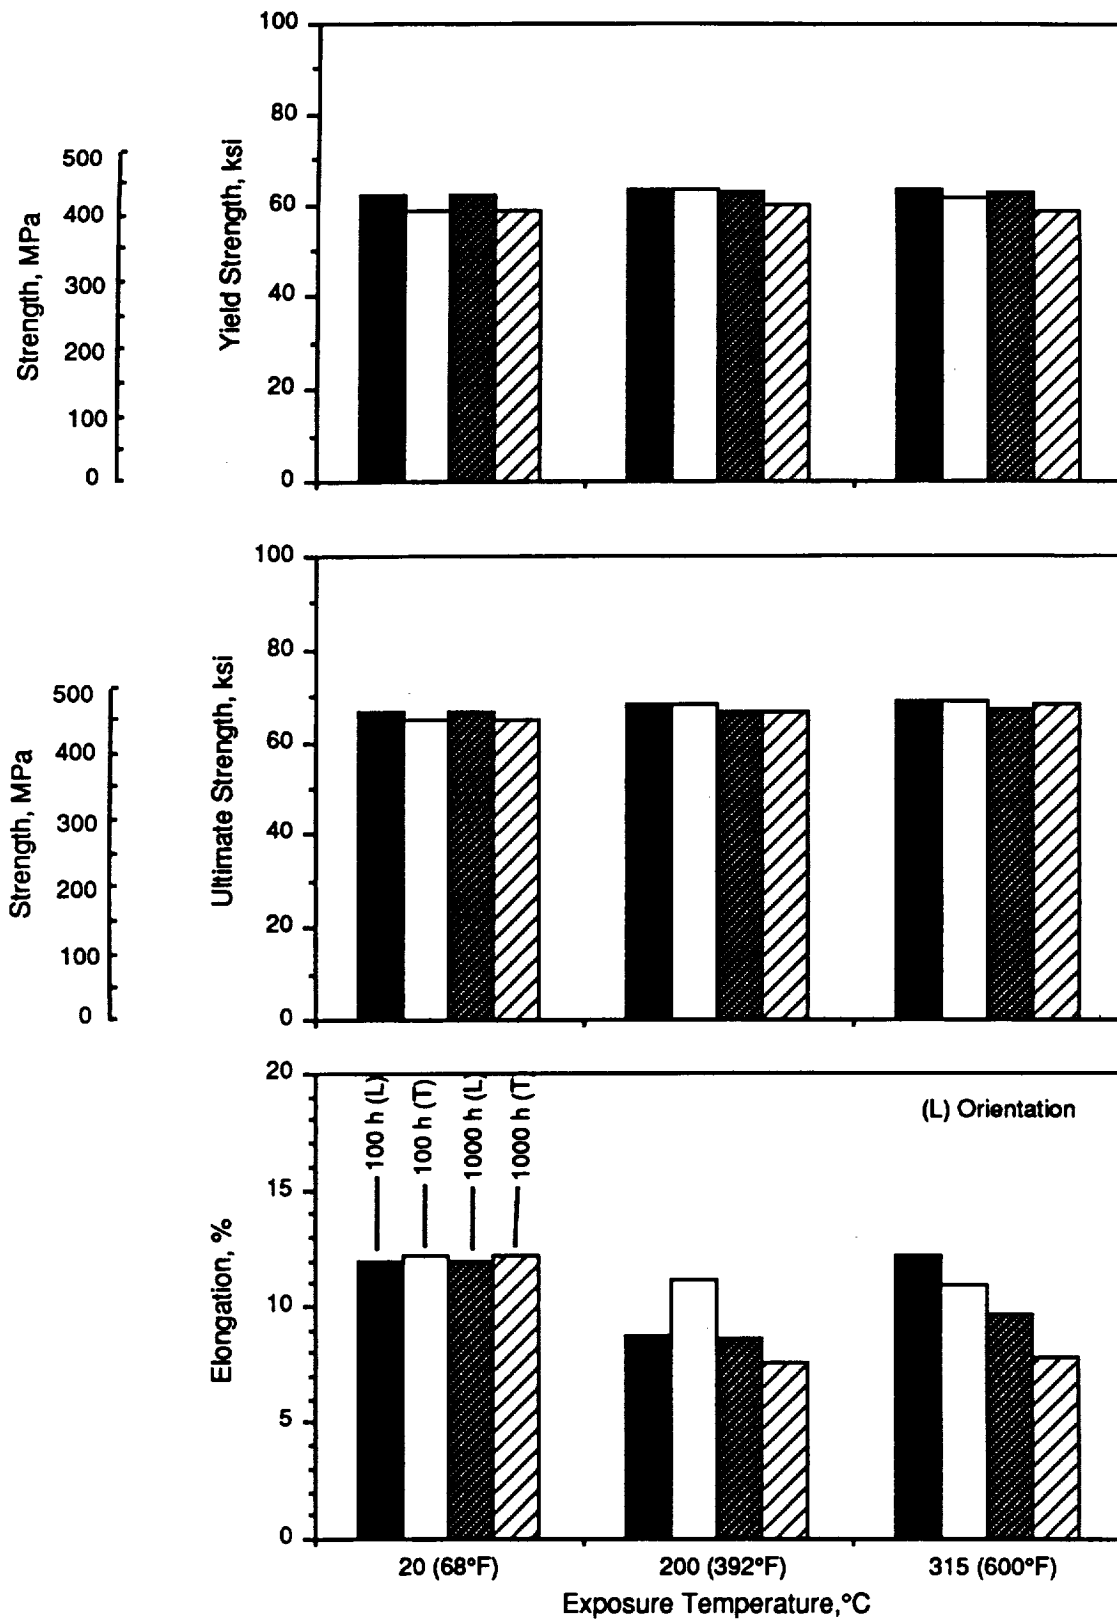 100
80
60
40
20
0
Yield Strength, ksi
500
400
300
200
100
0
Strength, MPa
100
80
60
40
20
0
Ultimate Strength, ksi
500
400
300
200
100
0
Strength, MPa
20
15
10
5
0
Elongation, %
100 h (L)
100 h (T)
1000 h (L)
1000 h (T)
(L) Orientation
20 (68°F)
200 (392°F)
315 (600°F)
Exposure Temperature,°C